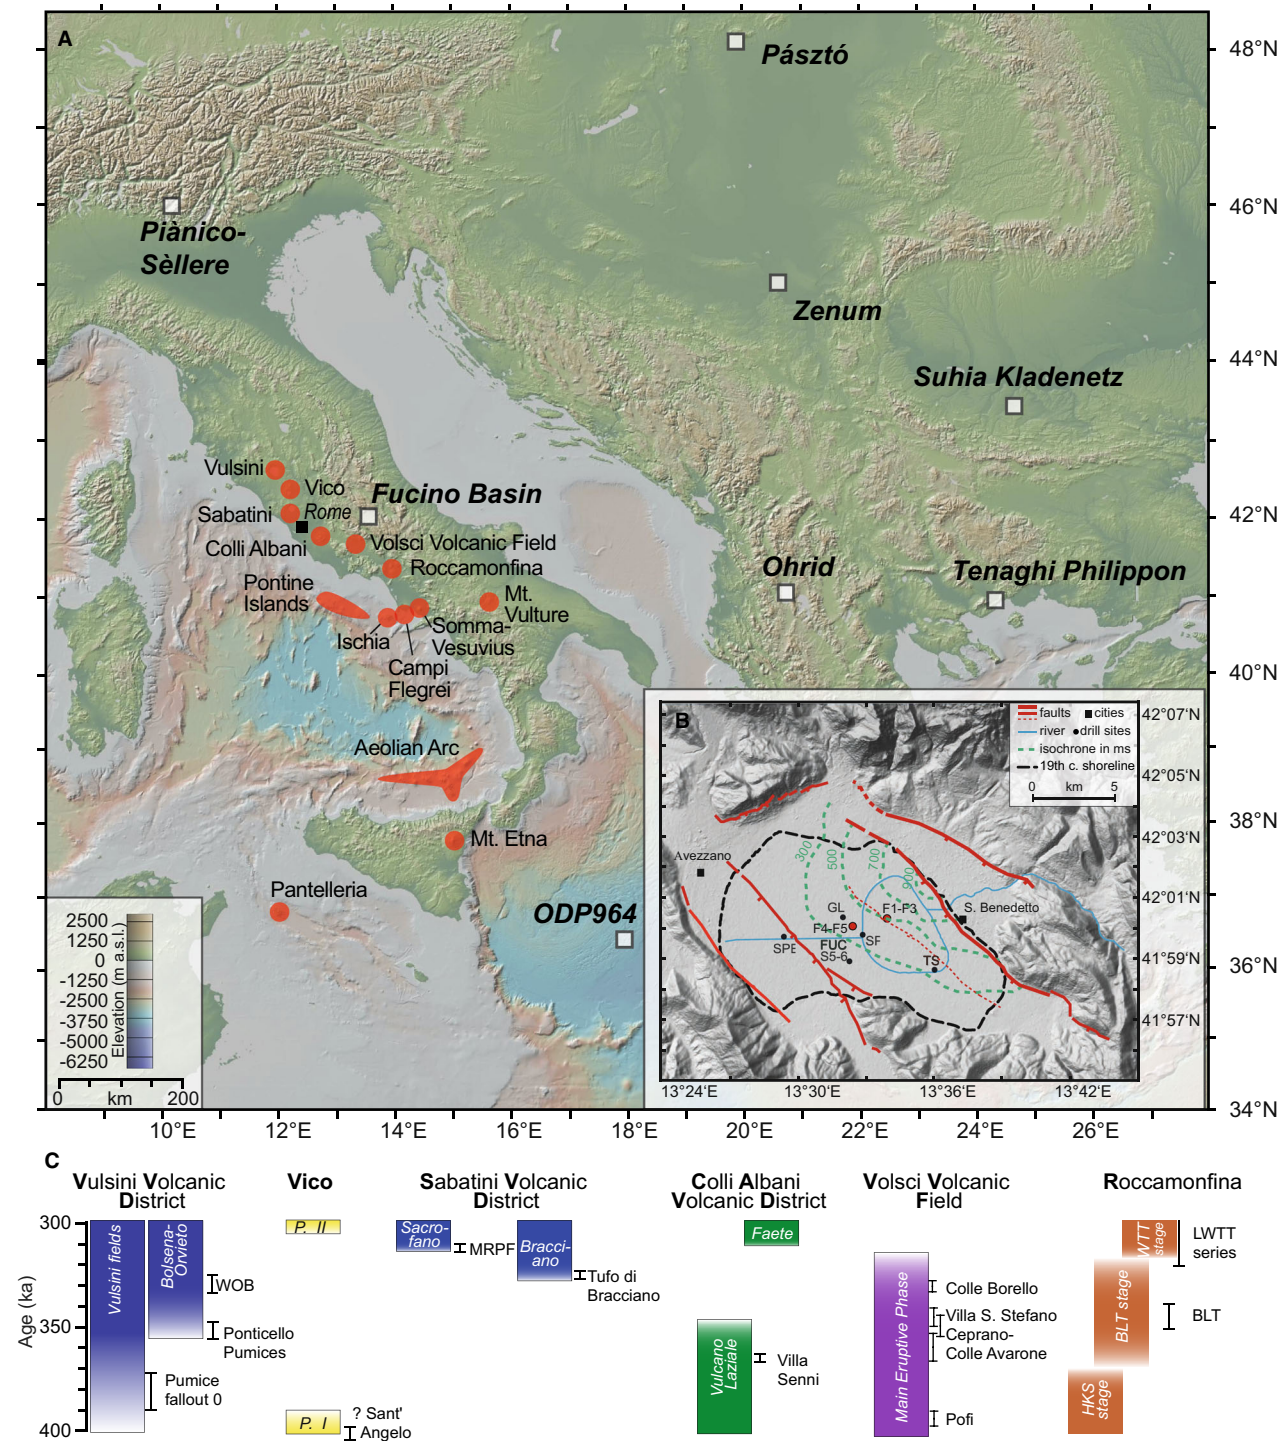 A
48°N
46°N
44°N
42°N
40°N
38°N
36°N
34°N
10°E
12°E
14°E
16°E
18°E
20°E
22°E
24°E
26°E
Pásztó
Piànico-
Sèllere
Zenum
Suhia Kladenetz
Vulsini
Vico
Fucino Basin
Sabatini
Rome
Colli Albani
Volsci Volcanic Field
Roccamonfina
Ohrid
Tenaghi Philippon
Pontine
Islands
Mt.
Vulture
Ischia
Somma-
Vesuvius
Campi
Flegrei
Aeolian Arc
Mt. Etna
Pantelleria
ODP964
2500
1250
0
-1250
-2500
-3750
-5000
-6250
Elevation (m a.s.l.)
0 km 200
B
faults cities
river drill sites
isochrone in ms
19th c. shoreline
0 km 5
42°07'N
42°05'N
42°03'N
42°01'N
41°59'N
41°57'N
13°24'E
13°30'E
13°36'E
13°42'E
Avezzano
300
500
700
900
GL
F1-F3
S. Benedetto
F4-F5
SPE
FUC
SF
S5-6
TS
C
Vulsini Volcanic
District
Vico
Sabatini Volcanic
District
Colli Albani
Volcanic District
Volsci Volcanic
Field
Roccamonfina
Age (ka)
300
350
400
Vulsini fields
Bolsena-
Orvieto
WOB
Ponticello
Pumices
Pumice
fallout 0
P. II
P. I
? Sant'
Angelo
Sacro-
fano
MRPF
Bracci-
ano
Tufo di
Bracciano
Faete
Vulcano
Laziale
Villa
Senni
Main Eruptive Phase
Colle Borello
Villa S. Stefano
Ceprano-
Colle Avarone
Pofi
WTT
stage
LWTT
series
BLT stage
BLT
HKS
stage